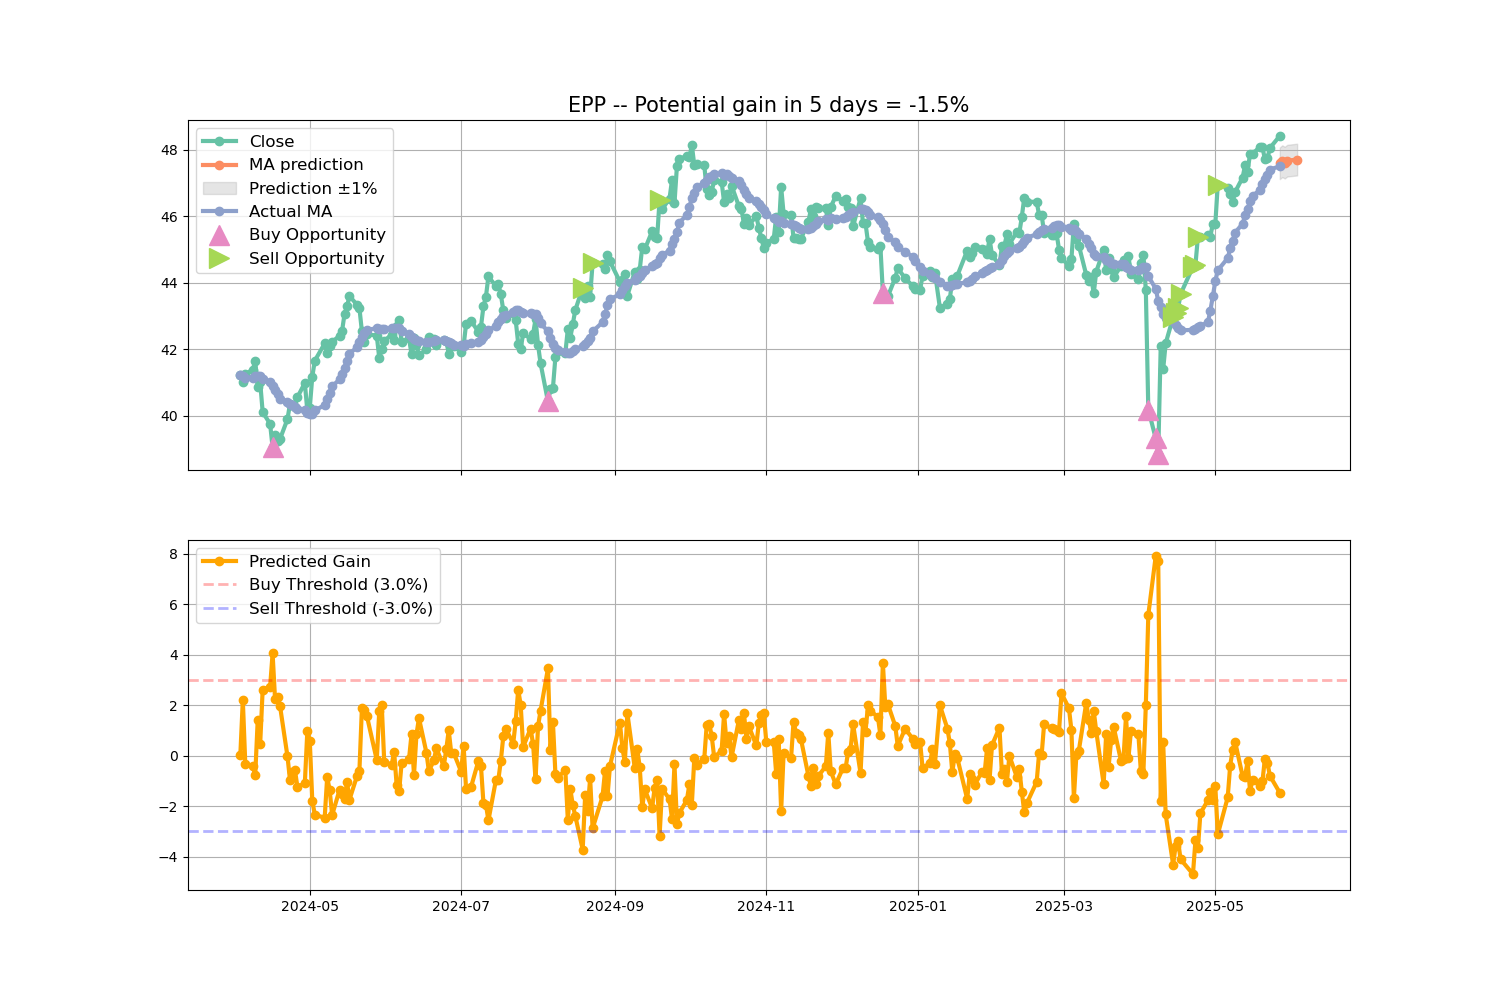 EPP -- Potential gain in 5 days = -1.5%
Close
MA prediction
Prediction ±1%
Actual MA
Buy Opportunity
Sell Opportunity
48
46
44
42
40
Predicted Gain
Buy Threshold (3.0%)
Sell Threshold (-3.0%)
8
6
4
2
0
−2
−4
2024-05
2024-07
2024-09
2024-11
2025-01
2025-03
2025-05